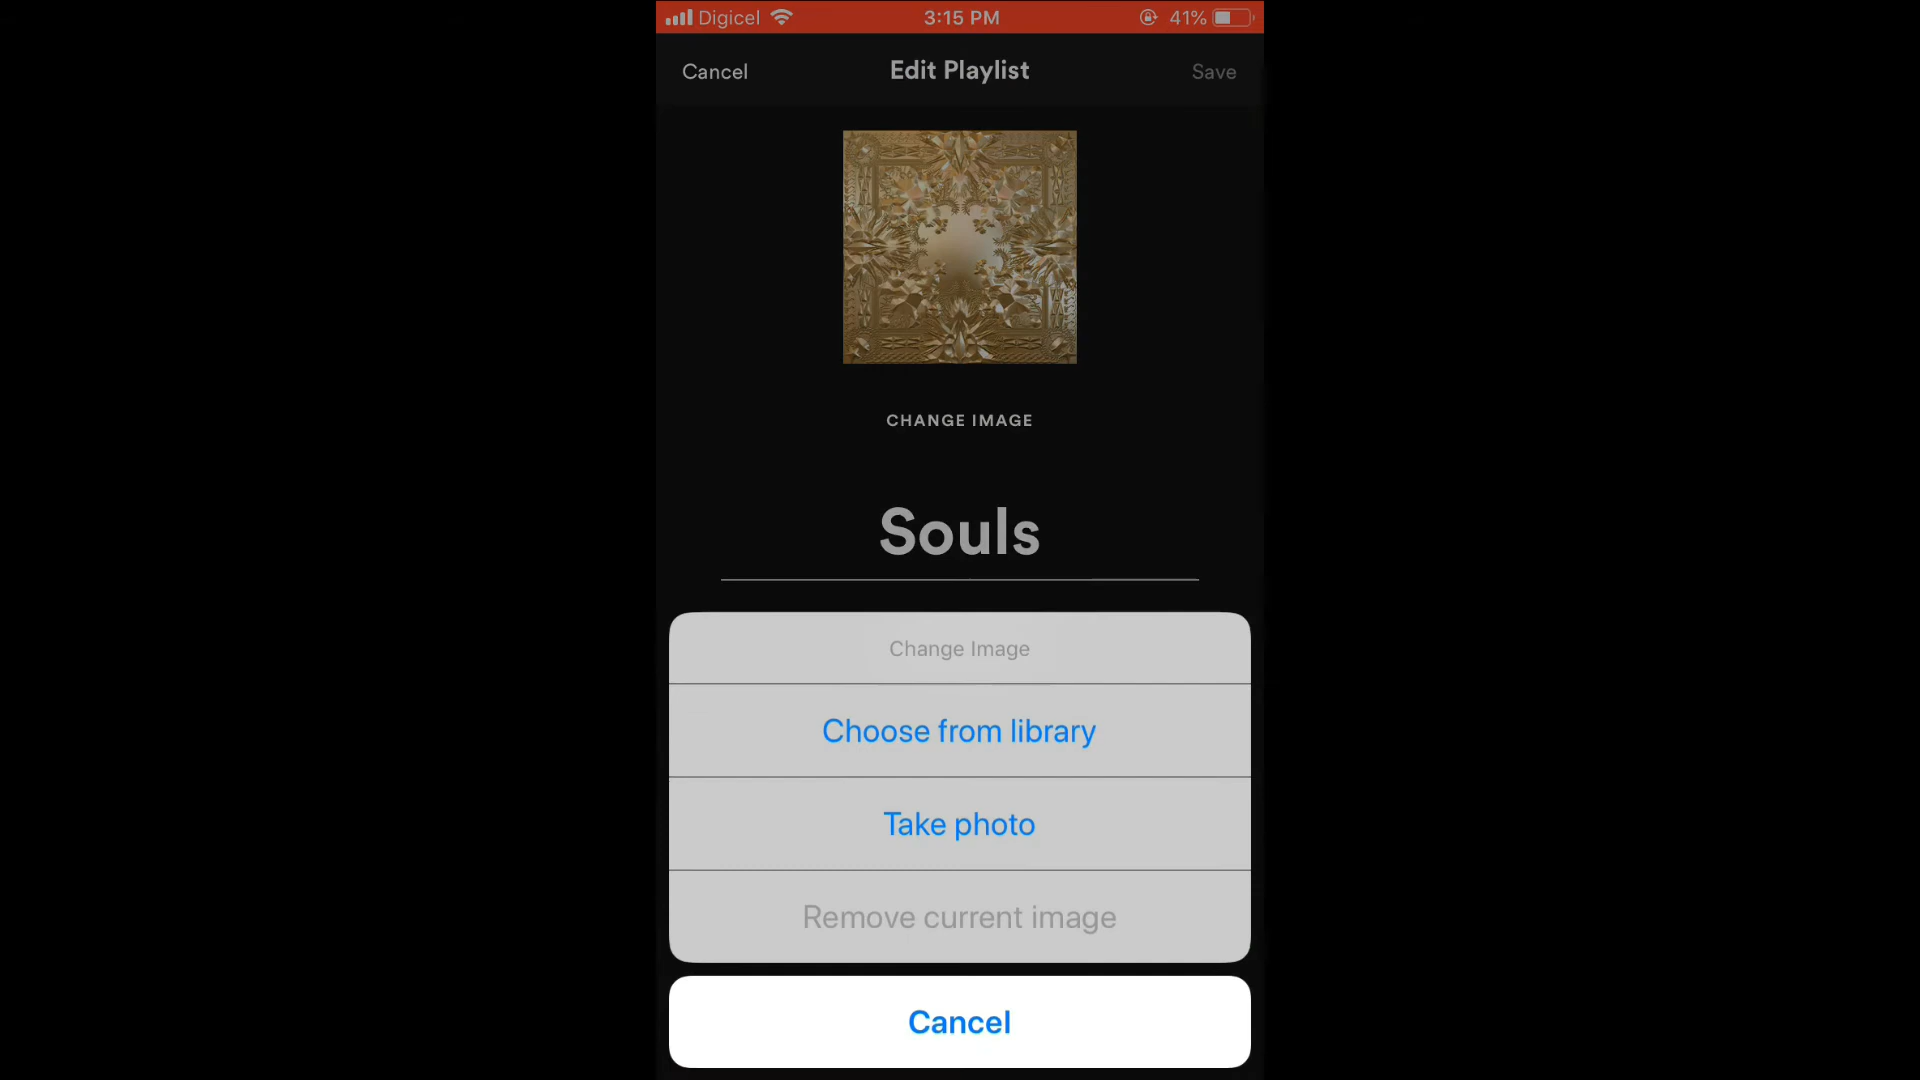 Digicel 3:15 PM 41%
Cancel Edit Playlist Save
CHANGE IMAGE
Souls
Change Image
Choose from library
Take photo
Remove current image
Cancel